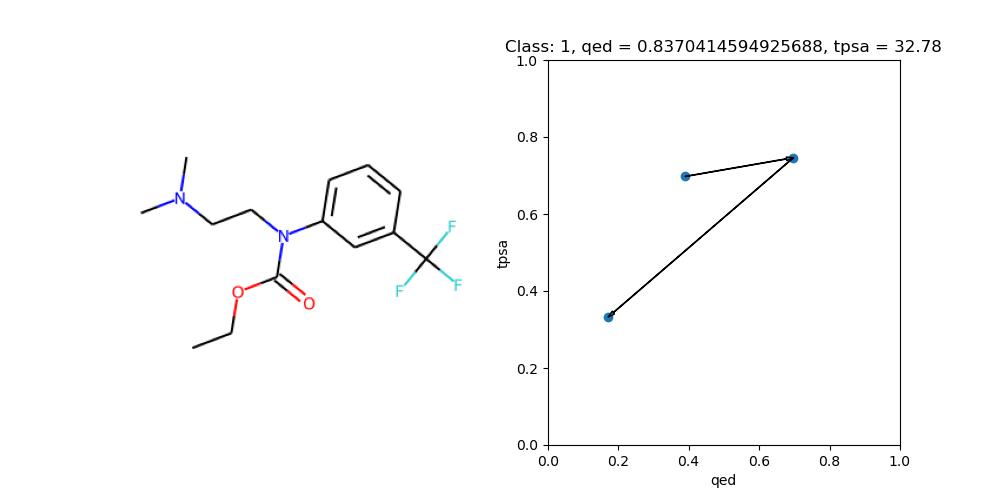 Class: 1, qed = 0.8370414594925688, tpsa = 32.78
N
N
O
O
F
F
F
1.0
0.8
0.6
0.4
0.2
0.0
tpsa
0.0 0.2 0.4 0.6 0.8 1.0
qed